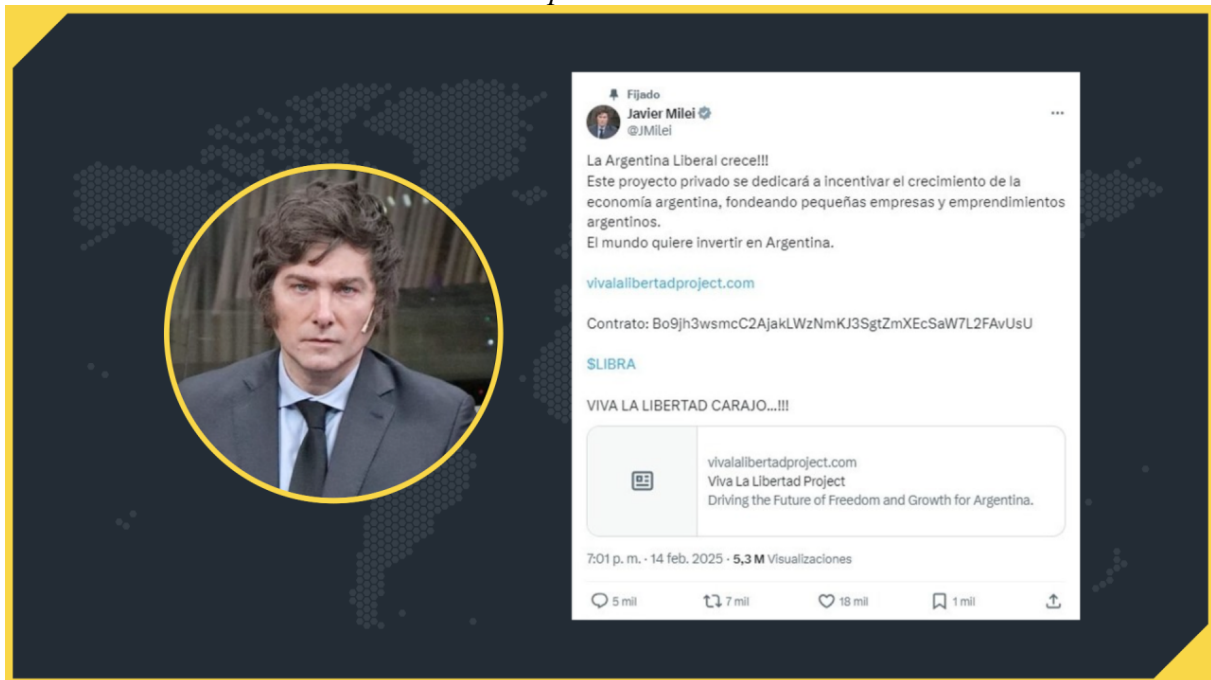 Fijado
Javier Milei
@JMilei
La Argentina Liberal crece!!!
Este proyecto privado se dedicará a incentivar el crecimiento de la
economía argentina, fondeando pequeñas empresas y emprendimientos
argentinos.
El mundo quiere invertir en Argentina.
vivalalibertadproject.com
Contrato: Bo9jh3wsmcC2AjakLWzNmKJ3SgtZmXEcSaW7L2FAvUsU
$LIBRA
VIVA LA LIBERTAD CARAJO...!!!
vivalalibertadproject.com
Viva La Libertad Project
Driving the Future of Freedom and Growth for Argentina.
7:01 p. m. · 14 feb. 2025 · 5,3 M Visualizaciones
5 mil 7 mil 18 mil 1 mil